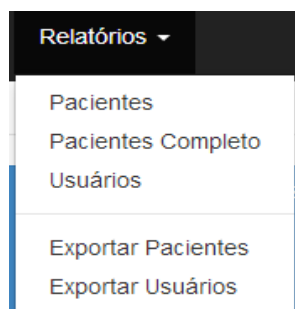 Relatórios
Pacientes
Pacientes Completo
Usuários
Exportar Pacientes
Exportar Usuários